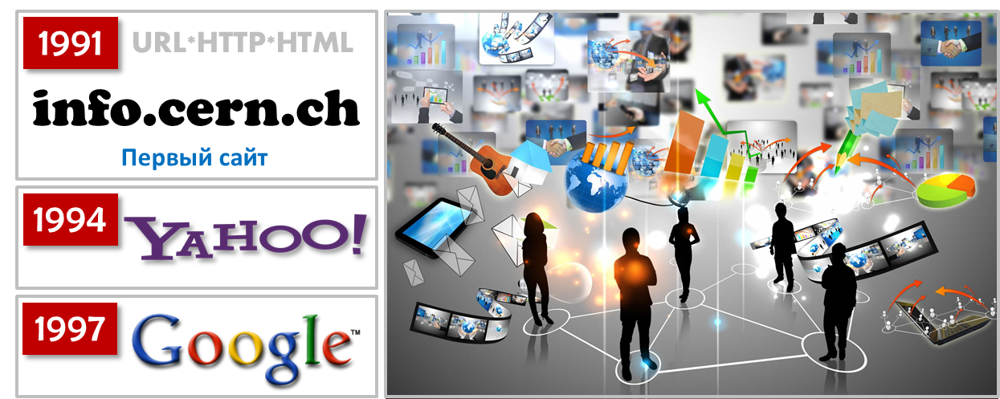 1991
URL*HTTP*HTML
info.cern.ch
Первый сайт
1994
YAHOO!
1997
Google™